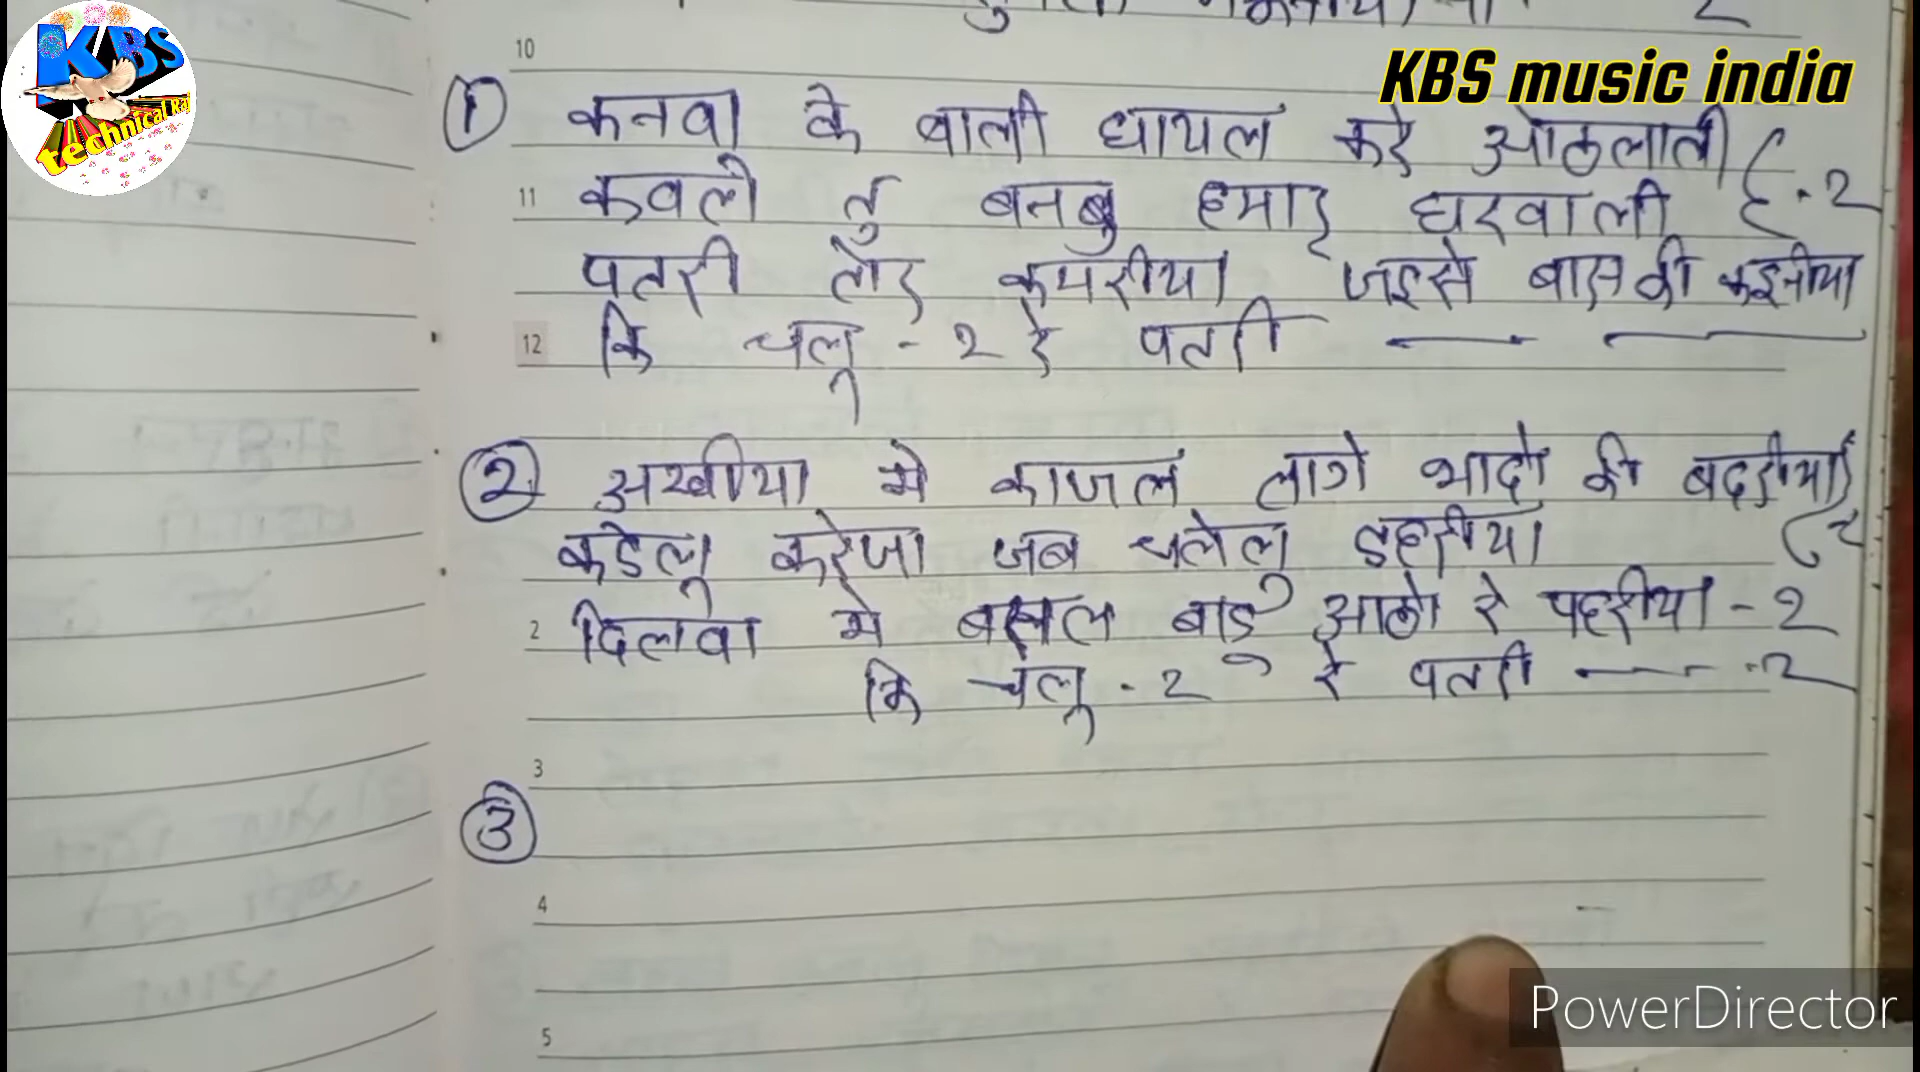 KBS
technical Raj
KBS music india
10
① कनवा के बाली घायल करे ओठलाली
11 कवले तु बनबु हमार घरवाली }-2
पतरी तोर कमरीया जइसे बास की कइनीया
12 कि चलू - 2 रे पतरी — —
② अखीया मे काजल लागे भादो की बदरीया
कडेलू करेजा जब चलेलु डहरीया }2
2 दिलवा मे बसल बाडु आठो रे पहरीया - 2
कि चलू - 2 रे पतरी — - 2
3
③
4
5
PowerDirector